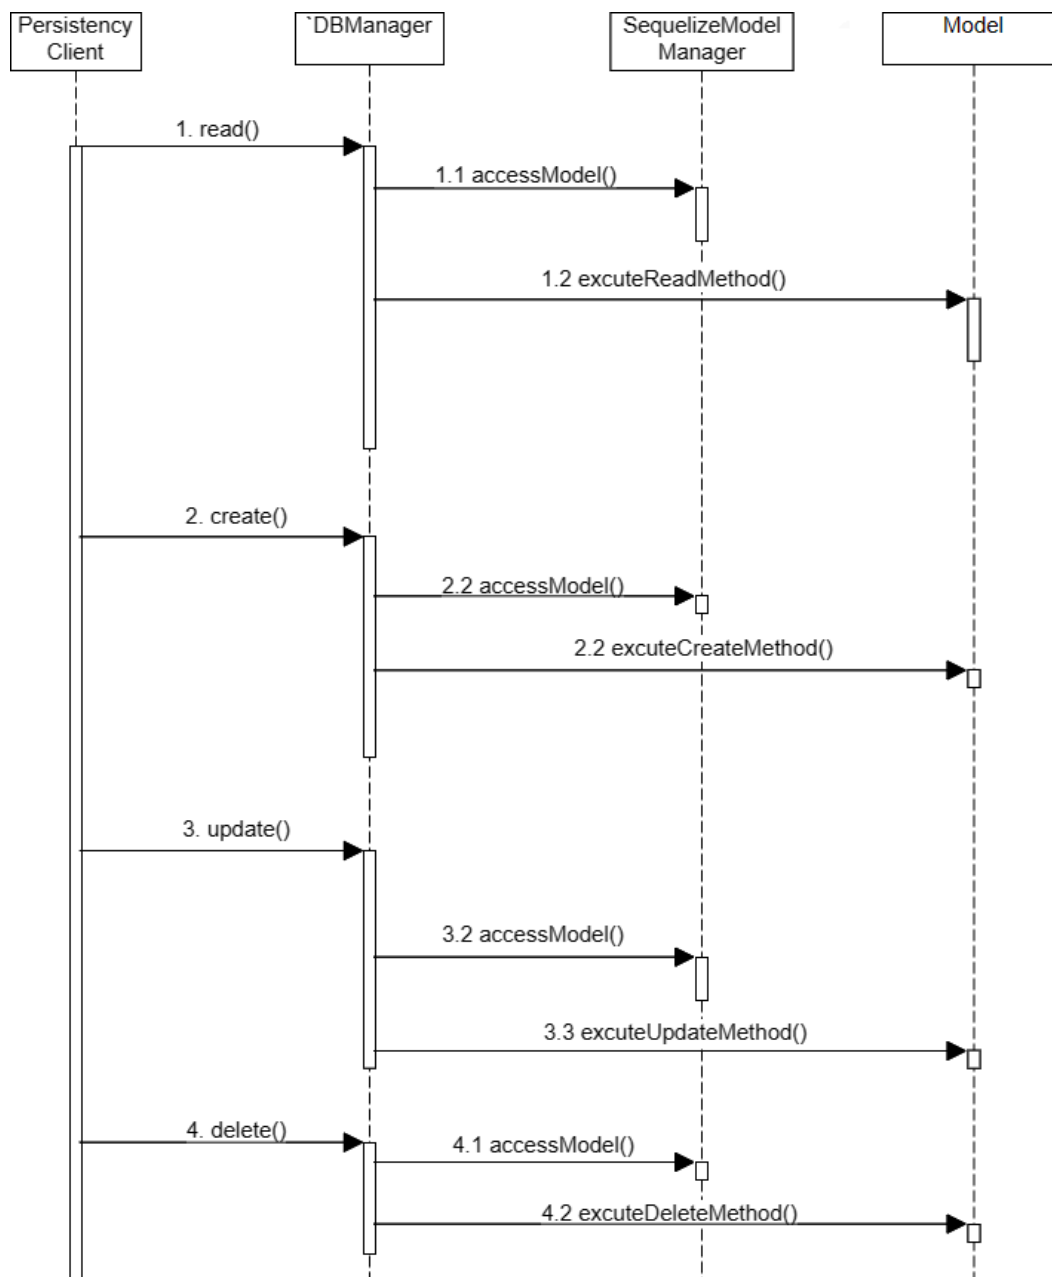 Persistency
Client
`DBManager
SequelizeModel
Manager
Model
1. read()
1.1 accessModel()
1.2 excuteReadMethod()
2. create()
2.2 accessModel()
2.2 excuteCreateMethod()
3. update()
3.2 accessModel()
3.3 excuteUpdateMethod()
4. delete()
4.1 accessModel()
4.2 excuteDeleteMethod()